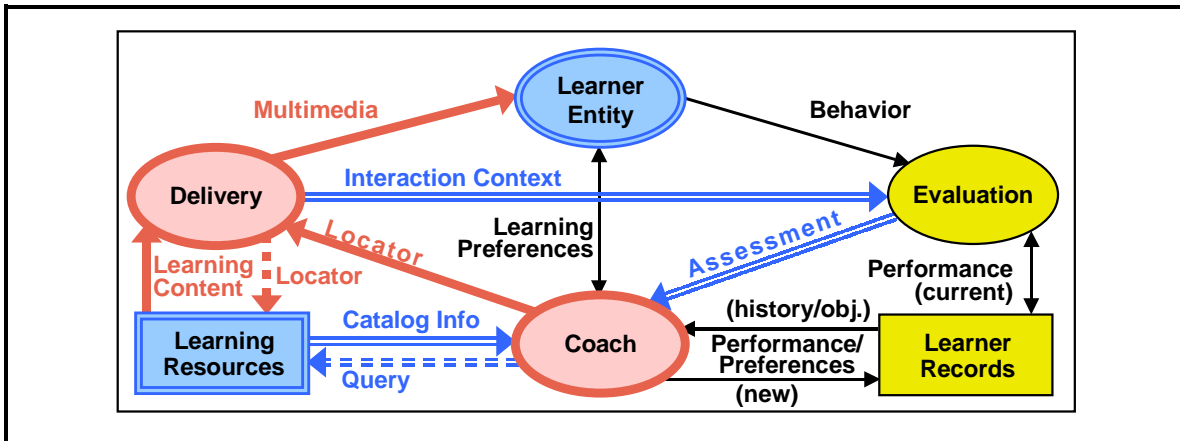 Learner
Entity
Multimedia
Behavior
Delivery
Interaction Context
Evaluation
Learning
Preferences
Locator
Assessment
Learning
Content
Locator
Performance
(current)
(history/obj.)
Learning
Resources
Catalog Info
Query
Coach
Performance/
Preferences
(new)
Learner
Records